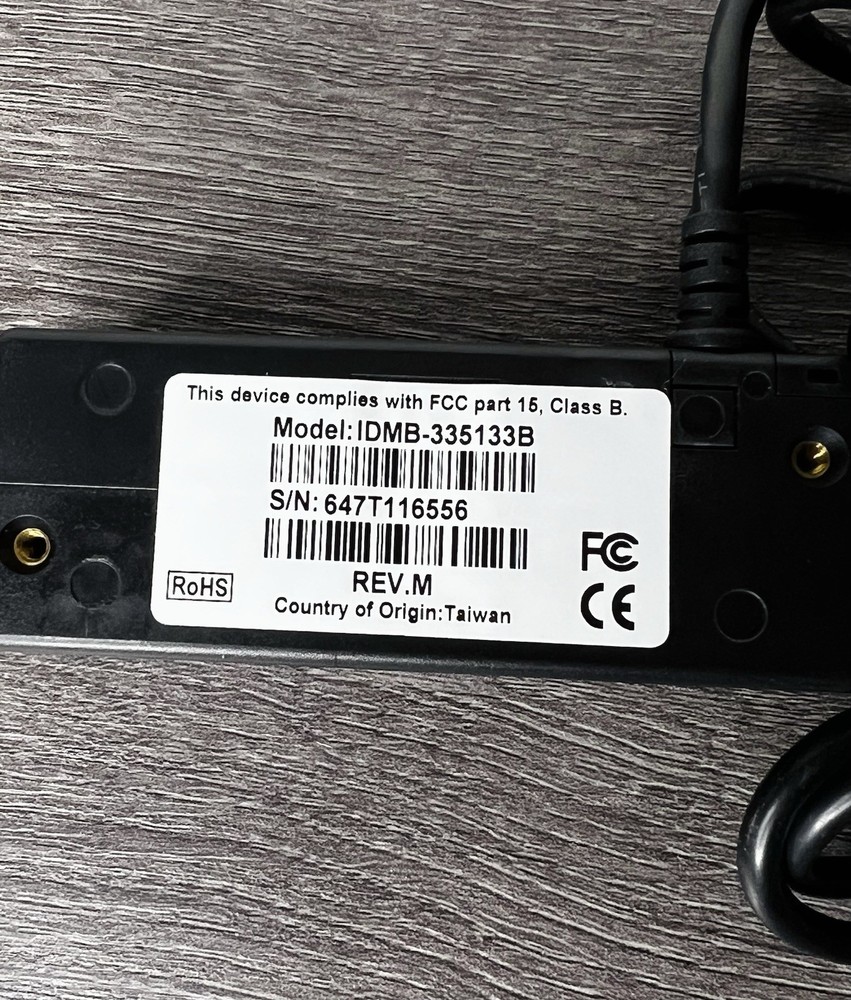 This device complies with FCC part 15, Class B.
Model:IDMB-335133B
S/N:647T116556
REV.M
Country of Origin:Taiwan
RoHS
FC
CE